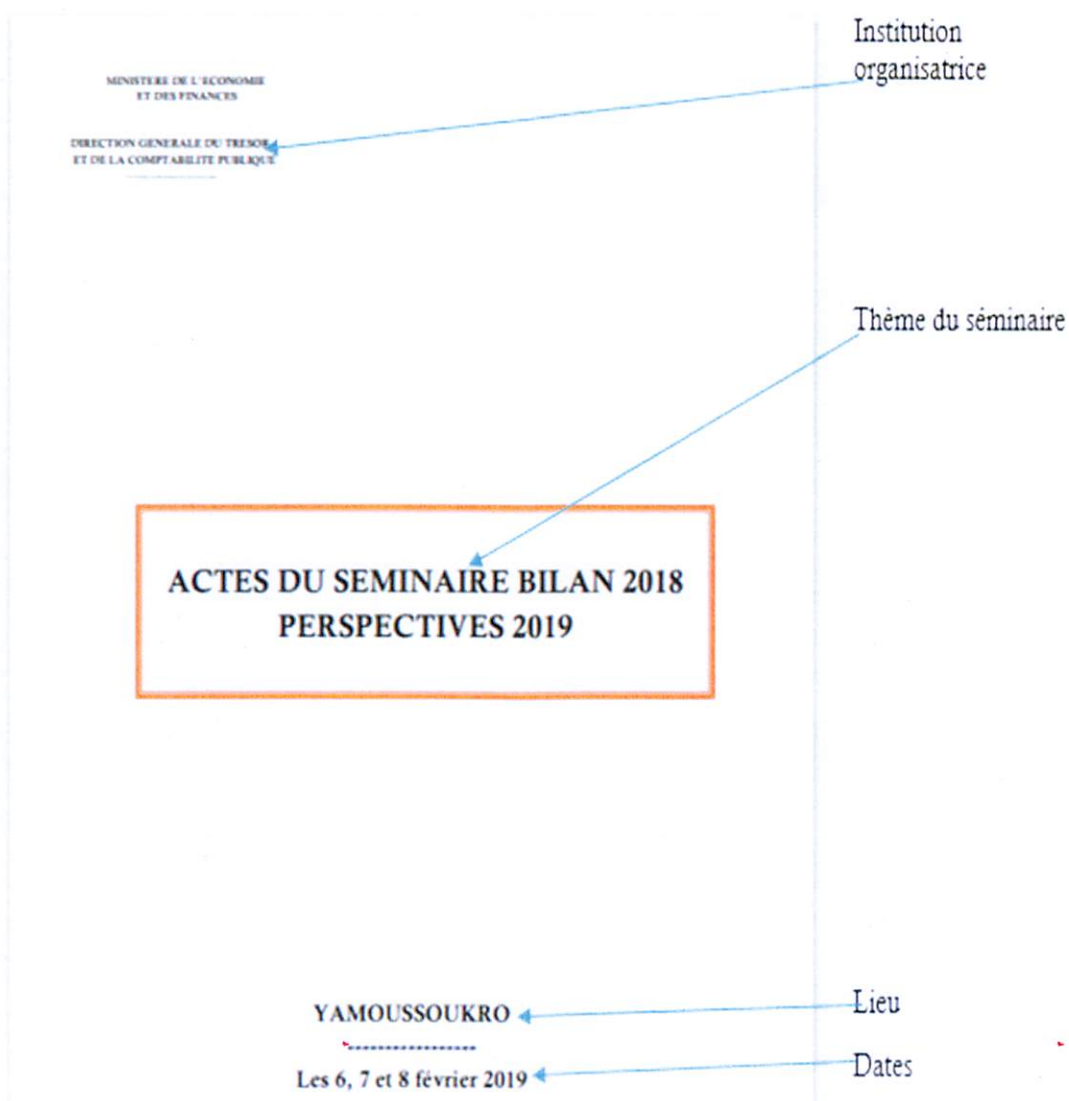 Institution
organisatrice
MINISTERE DE L'ECONOMIE
ET DES FINANCES
DIRECTION GENERALE DU TRESOR
ET DE LA COMPTABILITE PUBLIQUE
Thème du séminaire
ACTES DU SEMINAIRE BILAN 2018
PERSPECTIVES 2019
YAMOUSSOUKRO
Lieu
-----------------
Les 6, 7 et 8 février 2019
Dates